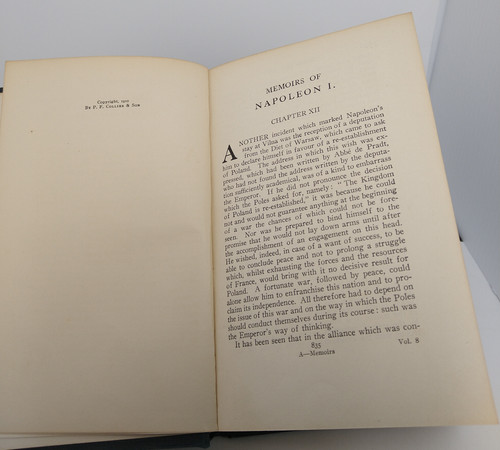 By P. F. Collier & Son
MEMOIRS OF
NAPOLEON I.
CHAPTER XII
ANOTHER incident which marked Napoleon's
stay at Vilna was the reception of a deputation
from the Diet of Warsaw, which came to ask
him to declare himself in favour of a re-establishment
of Poland. The address in which this wish was ex-
pressed, which had been written by Abbé de Pradt,
who had not found the address written by the deputa-
tion sufficiently academical, was of a kind to embarrass
the Emperor. If he did not pronounce the decision
which the Poles asked for, namely: "The Kingdom
of Poland is re-established," it was because he could
not and would not guarantee anything at the beginning
of a war the chances of which could not be fore-
seen. Nor was he prepared to bind himself to the
promise that he would not lay down arms until after
the accomplishment of an engagement on this head.
He wished, indeed, in case of a want of success, to be
able to conclude peace and not to prolong a struggle
which, whilst exhausting the forces and the resources
of France, would bring with it no decisive result for
Poland. A fortunate war, followed by peace, could
alone allow him to enfranchise this nation and to pro-
claim its independence. All therefore had to depend on
the issue of this war and on the way in which the Poles
should conduct themselves during its course: such was
the Emperor's way of thinking.
It has been seen that in the alliance which was con-
835
A—Memoirs Vol. 8